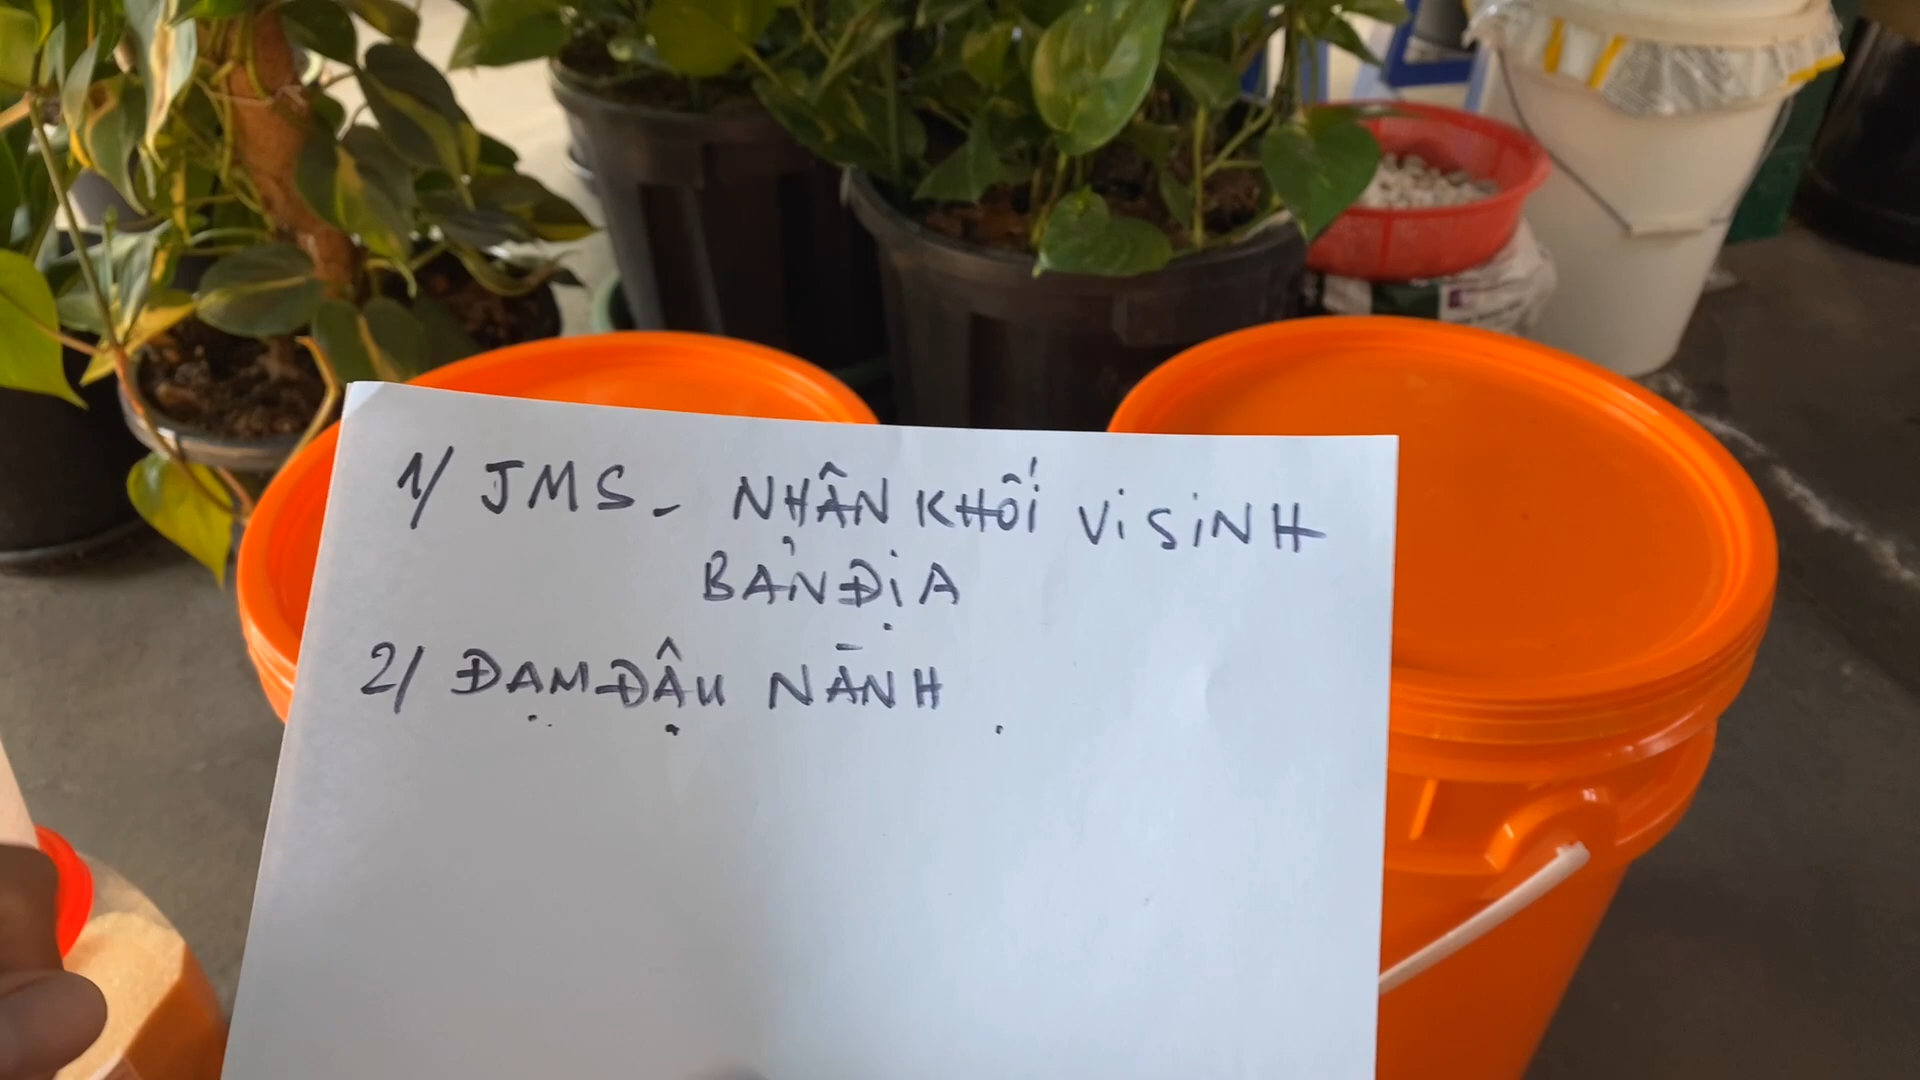 1/ JMS - NHÂN KHỐI Vi SiNH
BẢN ĐỊA
2/ ĐẠM ĐẬU NÀNH.